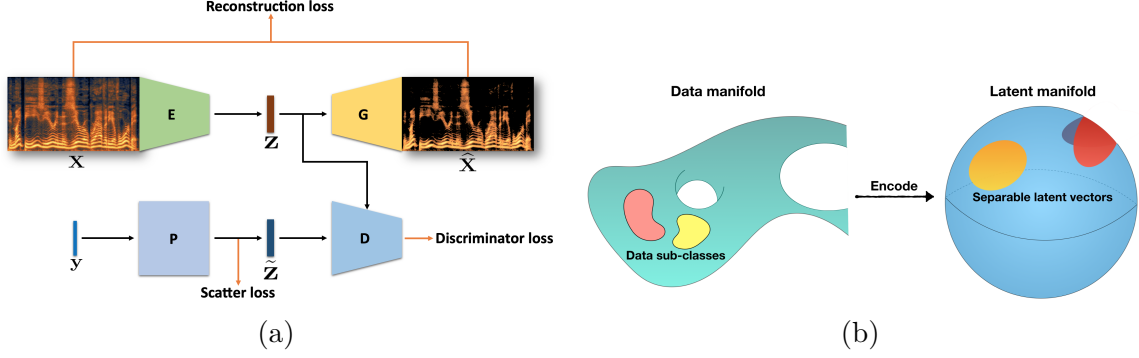 Reconstruction loss
E
G
z
x
x̂
y
P
z̃
D
Discriminator loss
Scatter loss
(a)
Data manifold
Latent manifold
Encode
Separable latent vectors
Data sub-classes
(b)